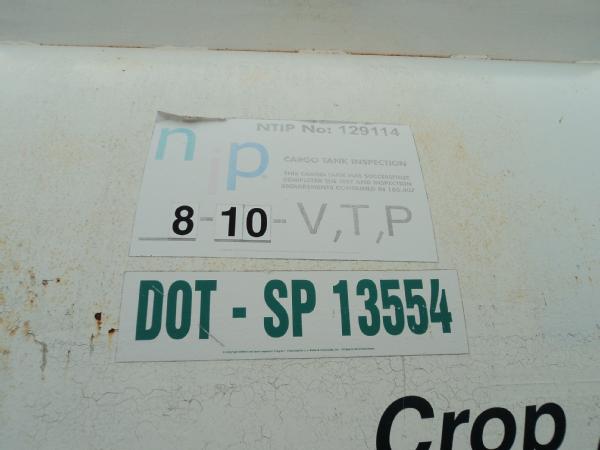 NTIP No: 129114
nip
CARGO TANK INSPECTION
THIS CARGO TANK HAS SUCCESSFULLY
COMPLETED THE TEST AND INSPECTION
REQUIREMENTS CONTAINED IN 180.407
8-10-V,T,P
DOT - SP 13554
Crop